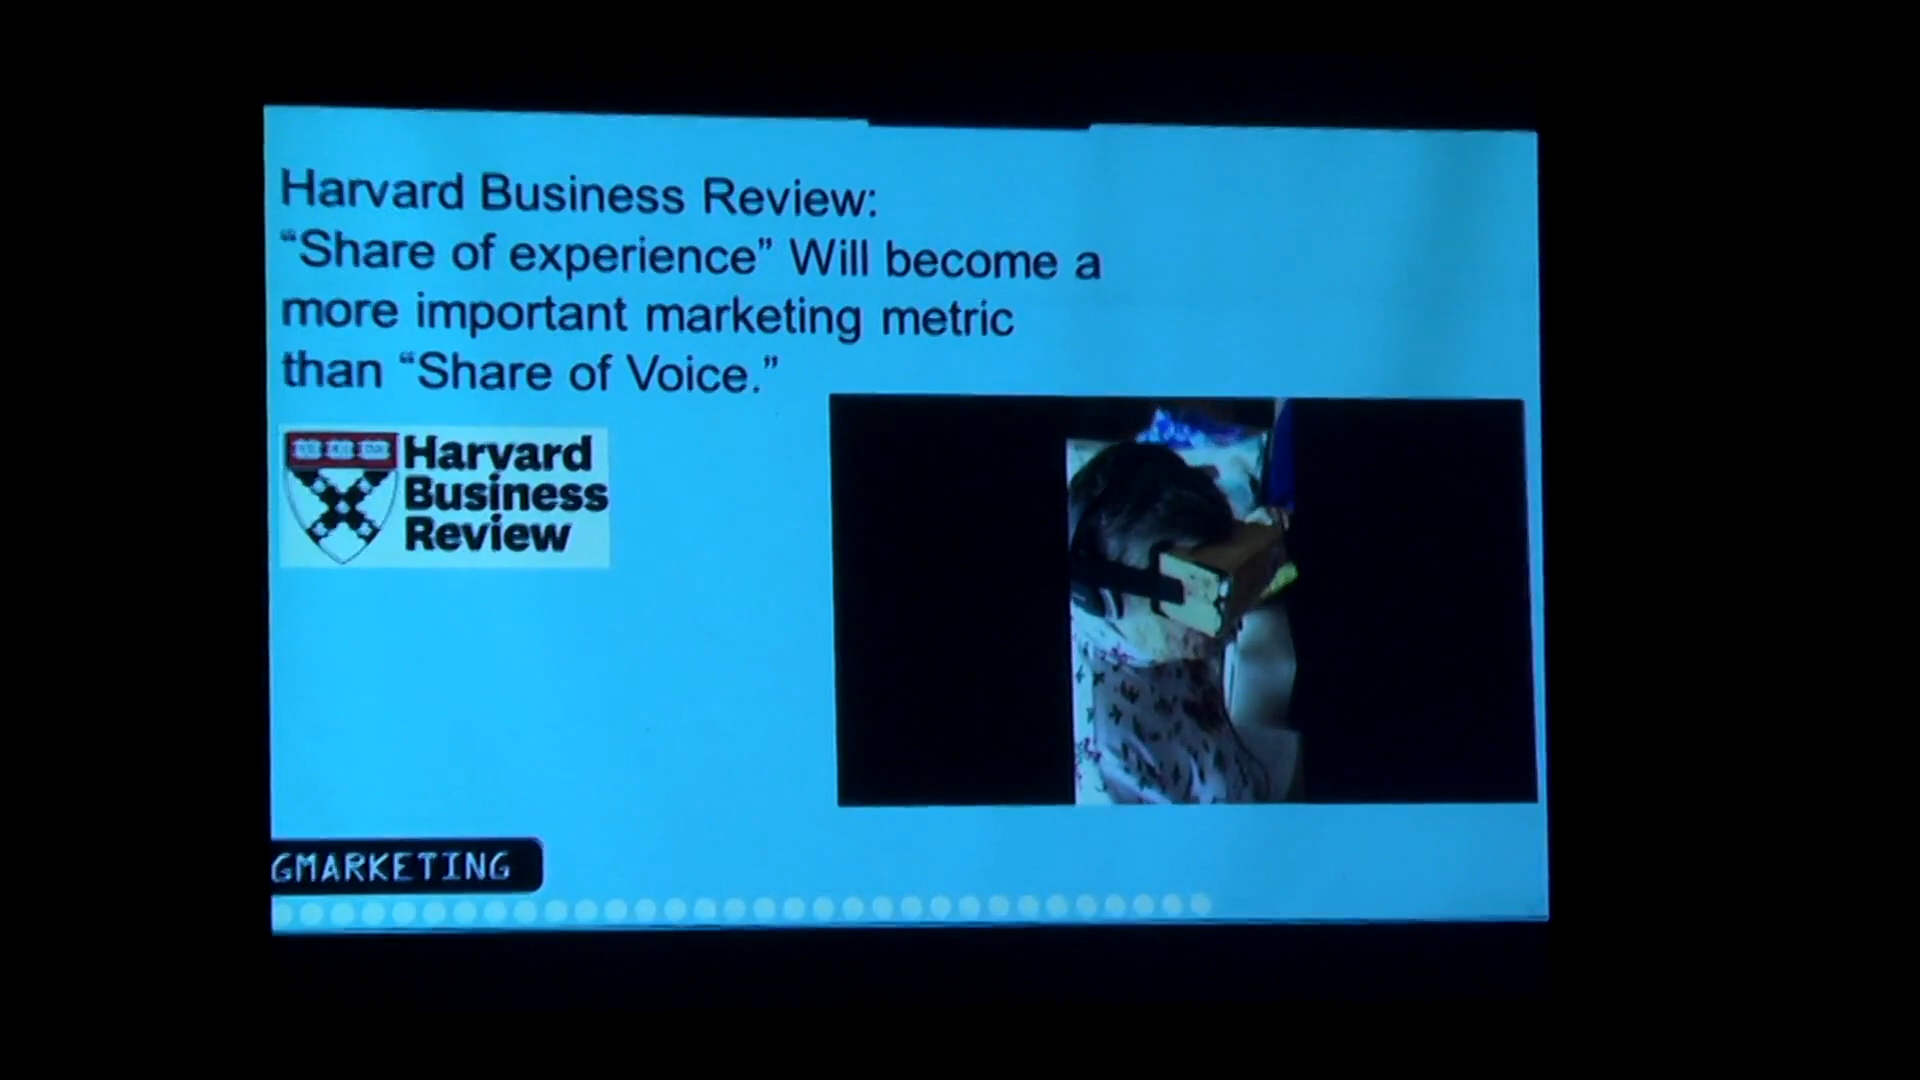 Harvard Business Review:
“Share of experience” Will become a
more important marketing metric
than “Share of Voice.”
Harvard
Business
Review
GMARKETING